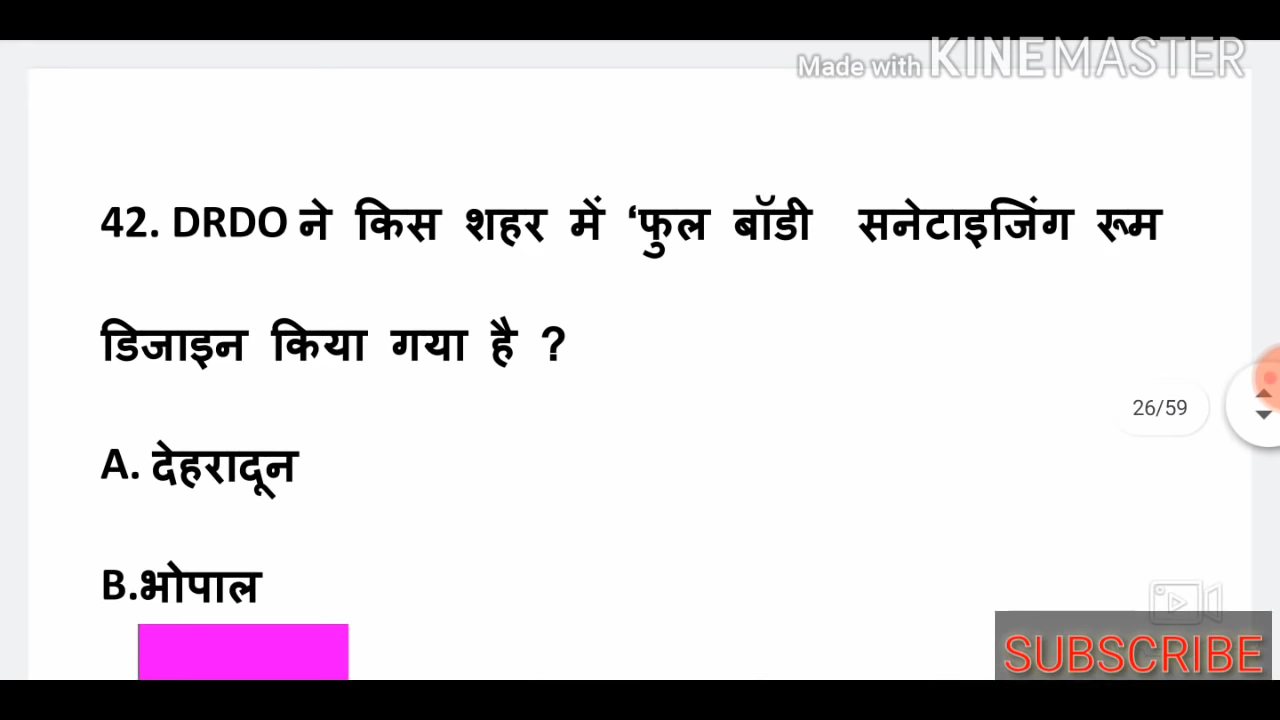 Made with KINEMASTER
42. DRDO ने किस शहर में ‘फुल बॉडी सनेटाइजिंग रूम
डिजाइन किया गया है ?
26/59
A. देहरादून
B.भोपाल
SUBSCRIBE